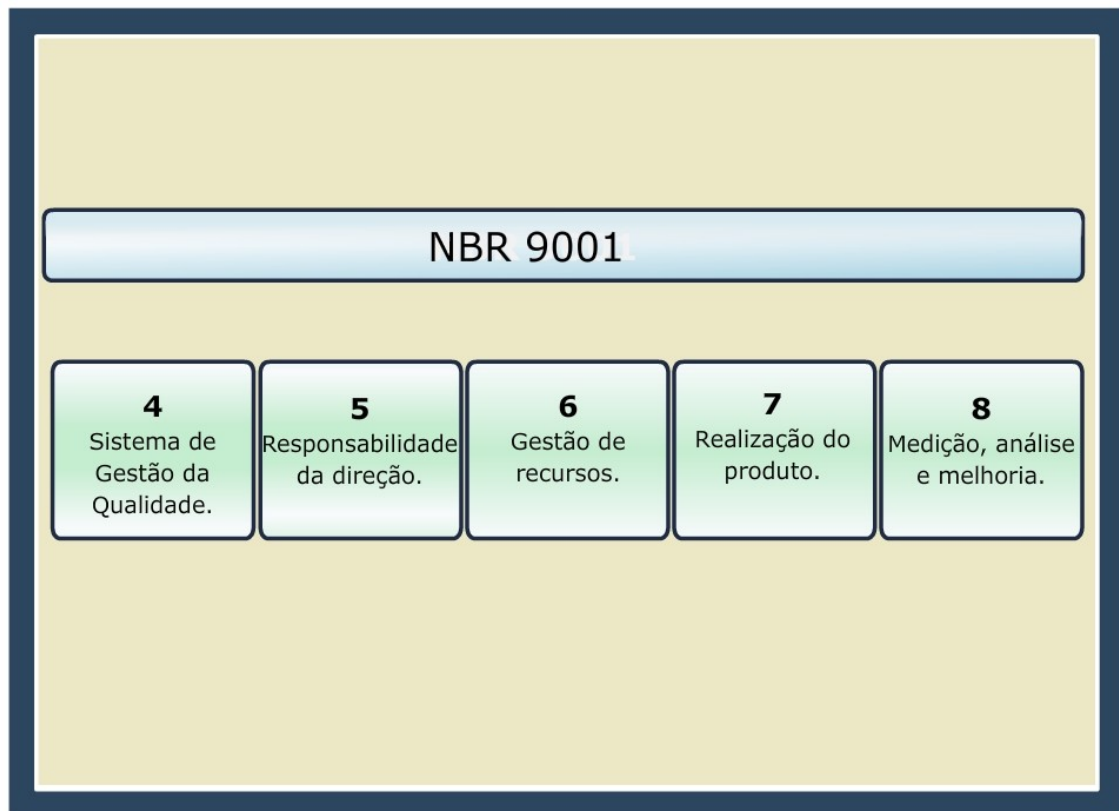 NBR 9001
4
Sistema de
Gestão da
Qualidade.
5
Responsabilidade
da direção.
6
Gestão de
recursos.
7
Realização do
produto.
8
Medição, análise
e melhoria.